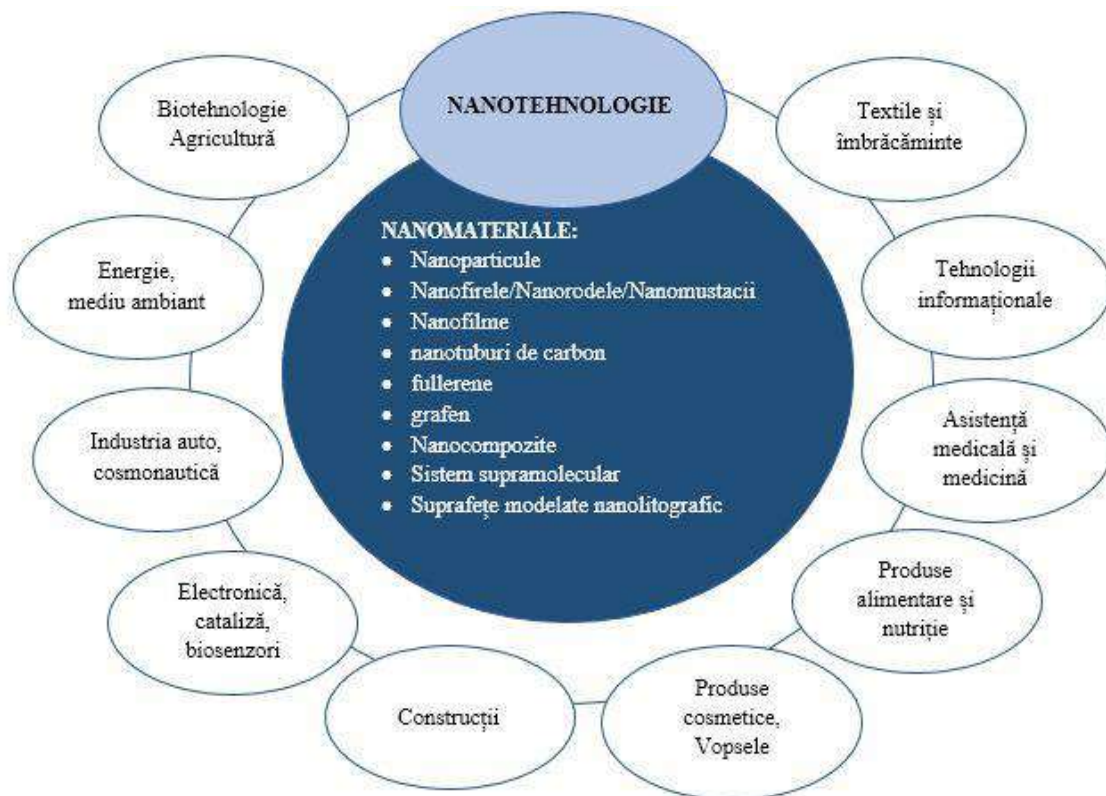 NANOTEHNOLOGIE
Textile și
îmbrăcăminte
Tehnologii
informaționale
Asistență
medicală și
medicină
Produse
alimentare și
nutriție
Produse
cosmetice,
Vopsele
Construcții
Electronică,
cataliză,
biosenzori
Industria auto,
cosmonautică
Energie,
mediu ambiant
Biotehnologie
Agricultură
NANOMATERIALE:
• Nanoparticule
• Nanofirele/Nanorodele/Nanomustacii
• Nanofilme
• nanotuburi de carbon
• fullerene
• grafen
• Nanocompozite
• Sistem supramolecular
• Suprafețe modelate nanolitografic